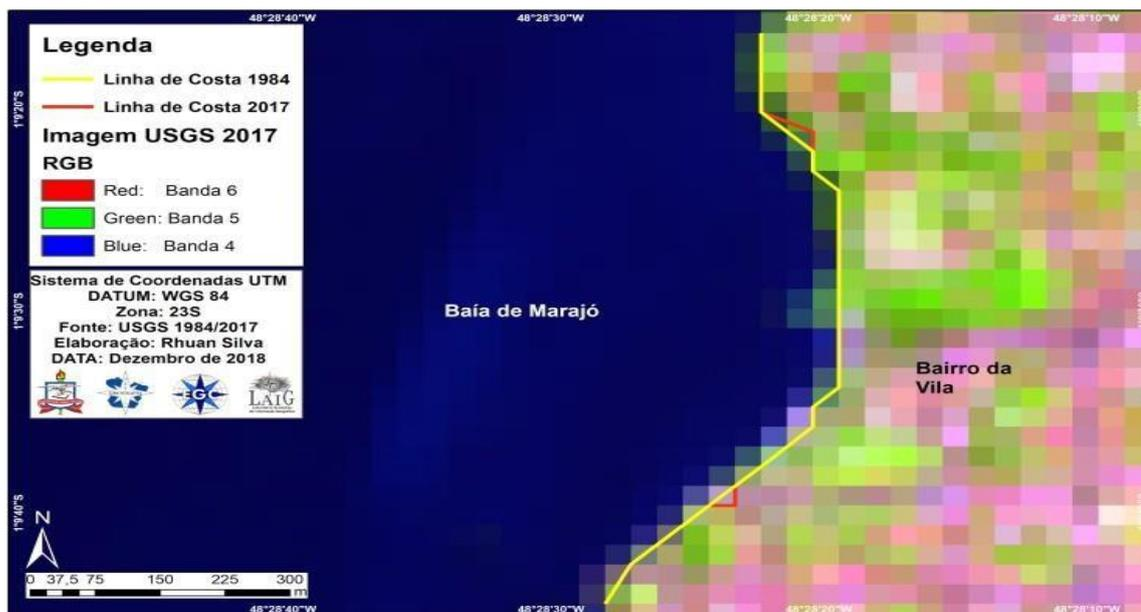 48°28'40"W 48°28'30"W 48°28'20"W 48°28'10"W
Legenda
Linha de Costa 1984
Linha de Costa 2017
Imagem USGS 2017
RGB
Red: Banda 6
Green: Banda 5
Blue: Banda 4
Sistema de Coordenadas UTM
DATUM: WGS 84
Zona: 23S
Fonte: USGS 1984/2017
Elaboração: Rhuan Silva
DATA: Dezembro de 2018
EGC
LAIG
1°9'20"S
1°9'30"S
1°9'40"S
Baía de Marajó
Bairro da
Vila
N
0 37,5 75 150 225 300
m
48°28'40"W 48°28'30"W 48°28'20"W 48°28'10"W